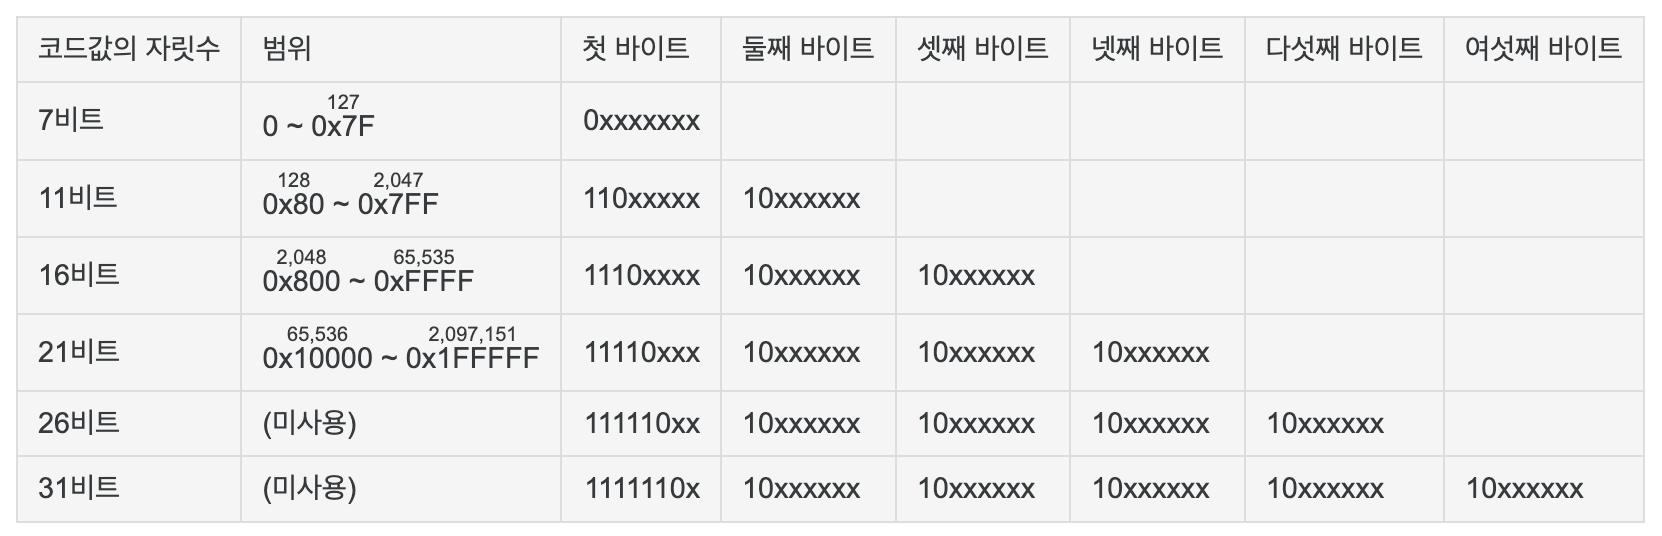 코드값의 자릿수 범위 첫 바이트 둘째 바이트 셋째 바이트 넷째 바이트 다섯째 바이트 여섯째 바이트
127
7비트 0 ~ 0x7F 0xxxxxxx
128 2,047
11비트 0x80 ~ 0x7FF 110xxxxx 10xxxxxx
2,048 65,535
16비트 0x800 ~ 0xFFFF 1110xxxx 10xxxxxx 10xxxxxx
65,536 2,097,151
21비트 0x10000 ~ 0x1FFFFF 11110xxx 10xxxxxx 10xxxxxx 10xxxxxx
26비트 (미사용) 111110xx 10xxxxxx 10xxxxxx 10xxxxxx 10xxxxxx
31비트 (미사용) 1111110x 10xxxxxx 10xxxxxx 10xxxxxx 10xxxxxx 10xxxxxx